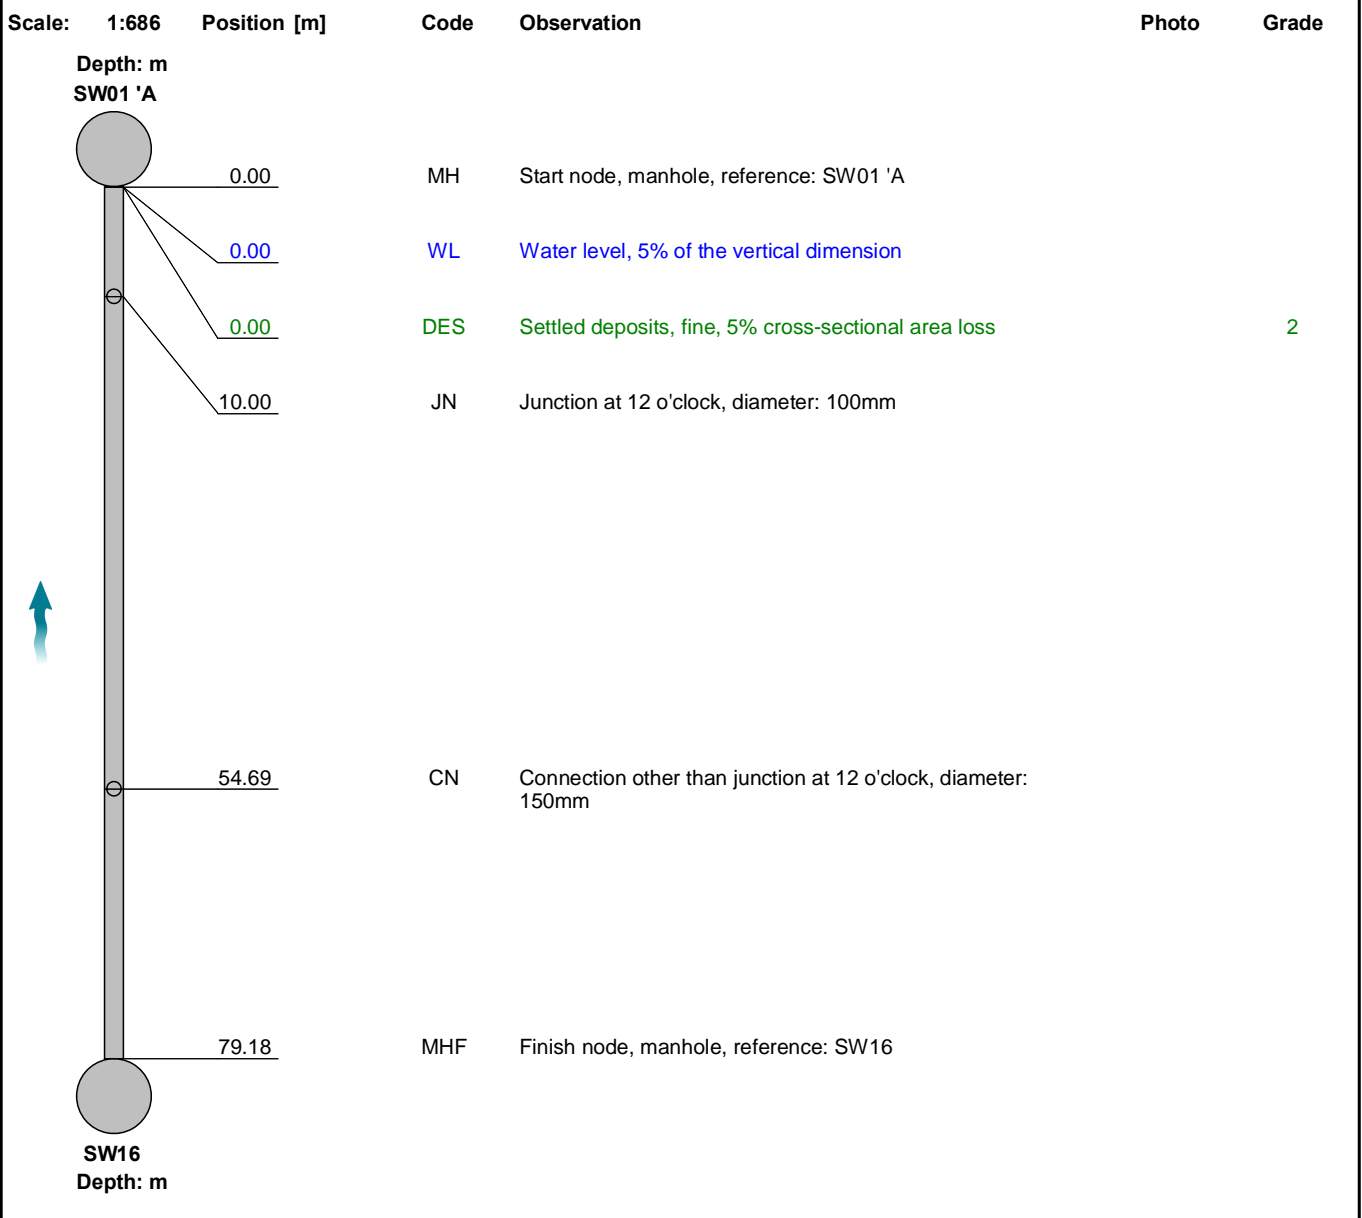 Scale: 1:686 Position [m] Code Observation Photo Grade
Depth: m
SW01 'A
0.00 MH Start node, manhole, reference: SW01 'A
0.00 WL Water level, 5% of the vertical dimension
0.00 DES Settled deposits, fine, 5% cross-sectional area loss 2
10.00 JN Junction at 12 o'clock, diameter: 100mm
54.69 CN Connection other than junction at 12 o'clock, diameter:
150mm
79.18 MHF Finish node, manhole, reference: SW16
SW16
Depth: m